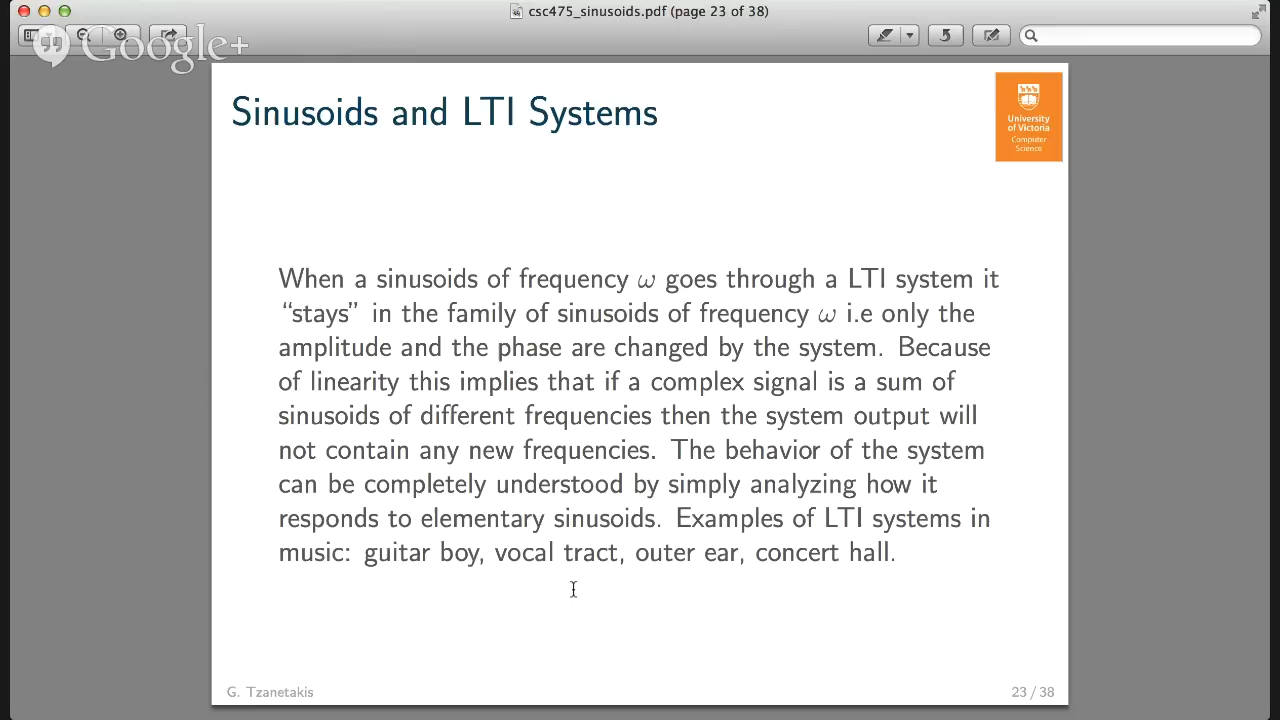 csc475_sinusoids.pdf (page 23 of 38)
Google+
Sinusoids and LTI Systems
University
of Victoria
Computer
Science
When a sinusoids of frequency ω goes through a LTI system it
“stays” in the family of sinusoids of frequency ω i.e only the
amplitude and the phase are changed by the system. Because
of linearity this implies that if a complex signal is a sum of
sinusoids of different frequencies then the system output will
not contain any new frequencies. The behavior of the system
can be completely understood by simply analyzing how it
responds to elementary sinusoids. Examples of LTI systems in
music: guitar boy, vocal tract, outer ear, concert hall.
G. Tzanetakis
23 / 38